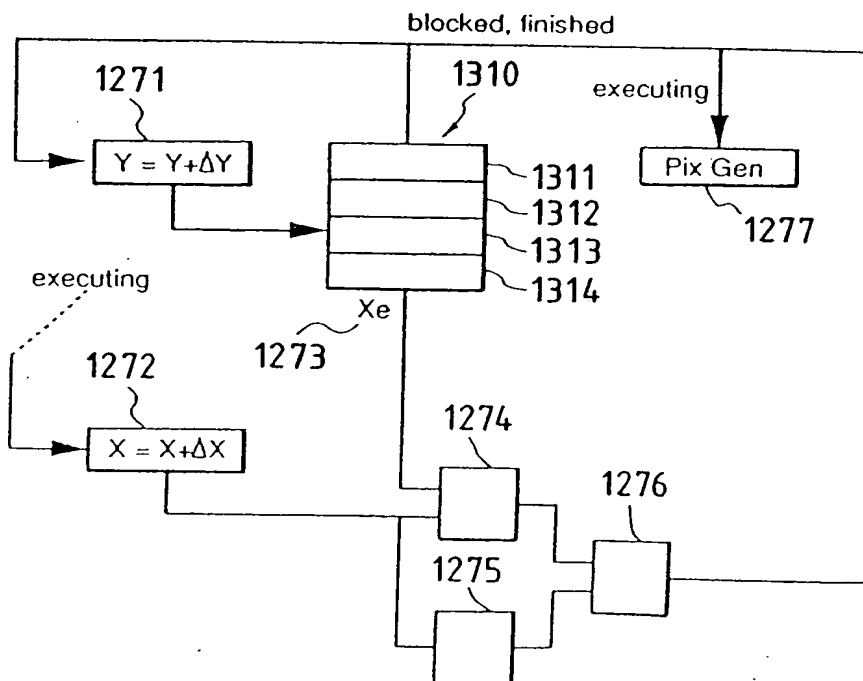 blocked, finished
1271
1310
executing
Y = Y+ΔY
Pix Gen
1311
1312
1277
1313
1314
executing
Xe
1273
1272
X = X+ΔX
1274
1276
1275